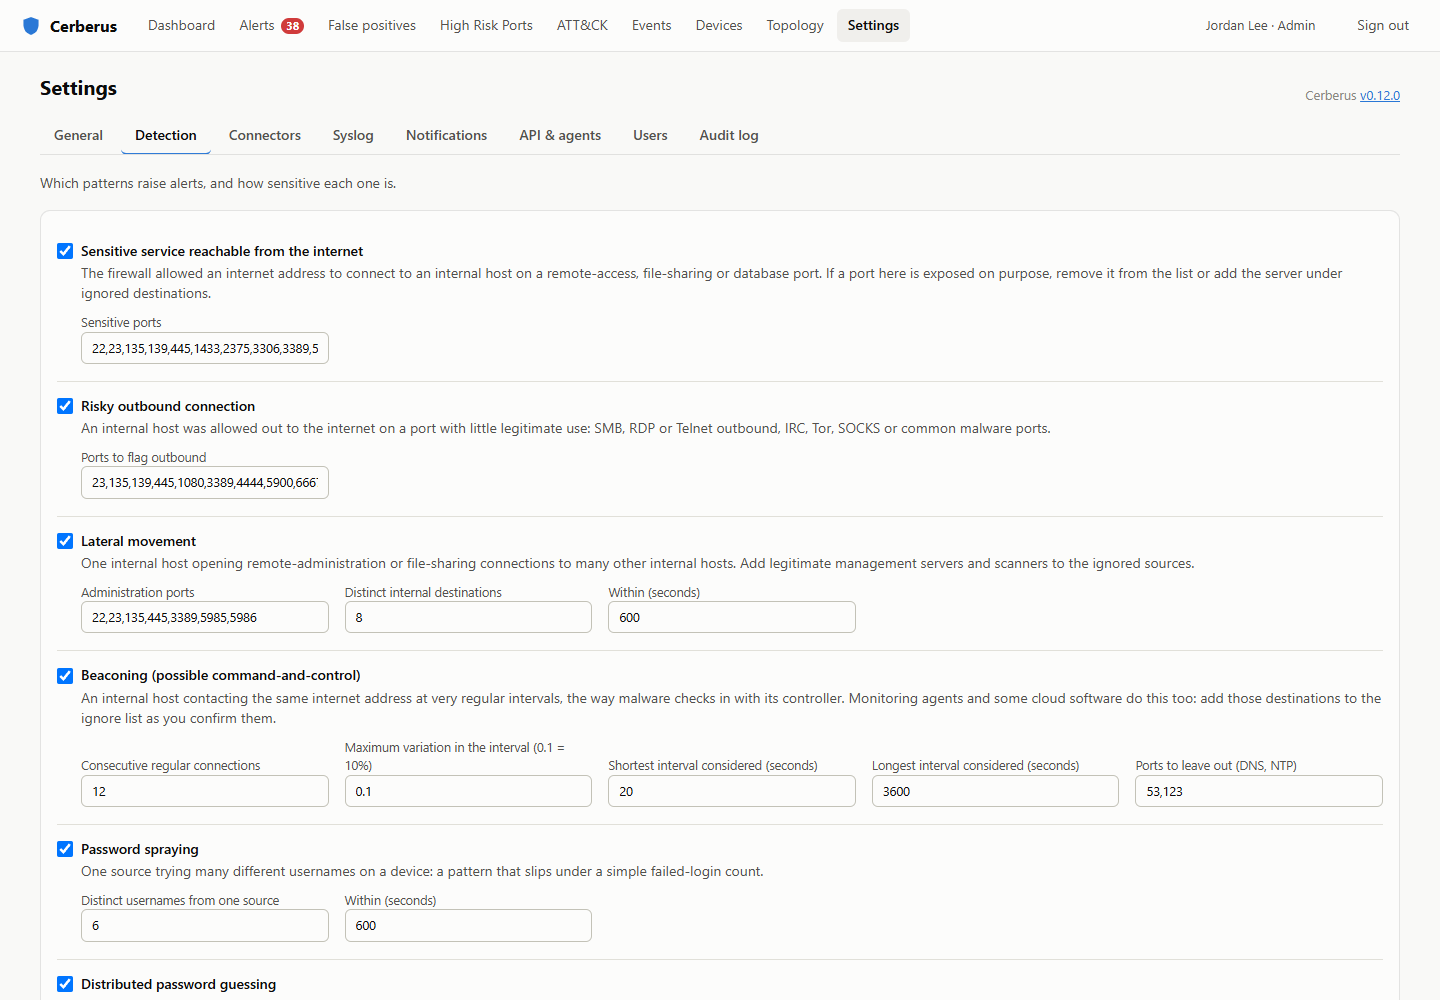 Cerberus
Dashboard
Alerts 38
False positives
High Risk Ports
ATT&CK
Events
Devices
Topology
Settings
Jordan Lee · Admin
Sign out
Settings
Cerberus v0.12.0
General
Detection
Connectors
Syslog
Notifications
API & agents
Users
Audit log
Which patterns raise alerts, and how sensitive each one is.
Sensitive service reachable from the internet
The firewall allowed an internet address to connect to an internal host on a remote-access, file-sharing or database port. If a port here is exposed on purpose, remove it from the list or add the server under
ignored destinations.
Sensitive ports
22,23,135,139,445,1433,2375,3306,3389,5
Risky outbound connection
An internal host was allowed out to the internet on a port with little legitimate use: SMB, RDP or Telnet outbound, IRC, Tor, SOCKS or common malware ports.
Ports to flag outbound
23,135,139,445,1080,3389,4444,5900,666
Lateral movement
One internal host opening remote-administration or file-sharing connections to many other internal hosts. Add legitimate management servers and scanners to the ignored sources.
Administration ports
Distinct internal destinations
Within (seconds)
22,23,135,445,3389,5985,5986
8
600
Beaconing (possible command-and-control)
An internal host contacting the same internet address at very regular intervals, the way malware checks in with its controller. Monitoring agents and some cloud software do this too: add those destinations to the
ignore list as you confirm them.
Consecutive regular connections
Maximum variation in the interval (0.1 =
10%)
Shortest interval considered (seconds)
Longest interval considered (seconds)
Ports to leave out (DNS, NTP)
12
0.1
20
3600
53,123
Password spraying
One source trying many different usernames on a device: a pattern that slips under a simple failed-login count.
Distinct usernames from one source
Within (seconds)
6
600
Distributed password guessing